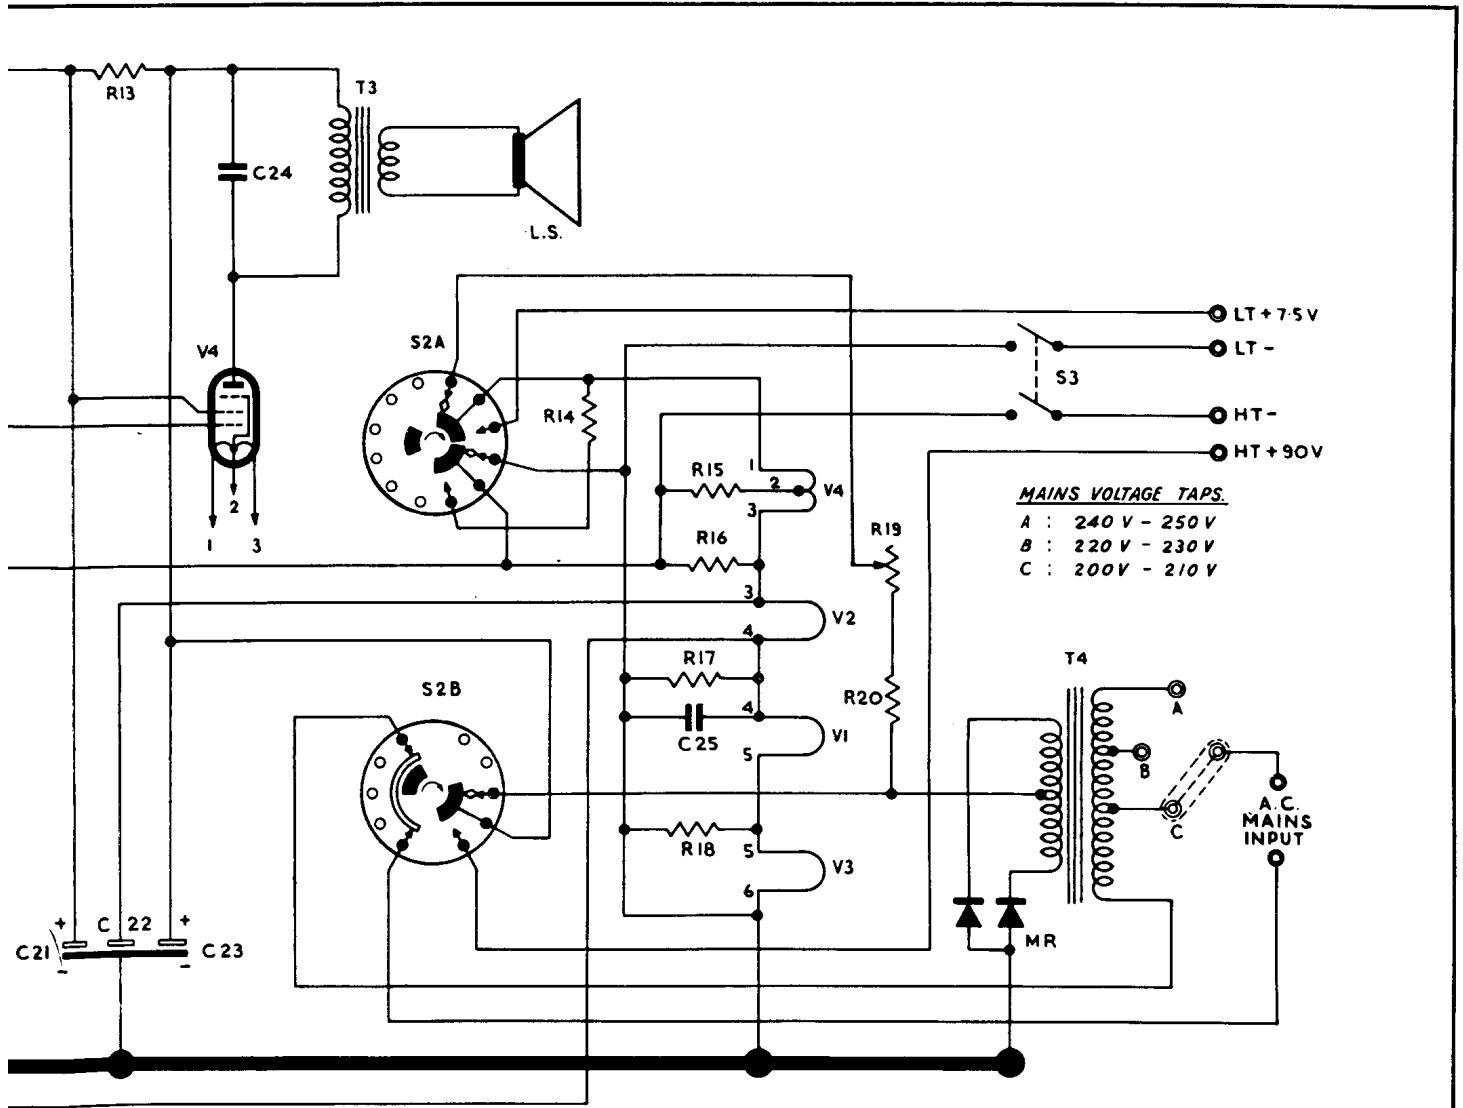 R13
T3
C24
L.S.
LT + 7·5 V
S2A
LT -
V4
S3
R14
HT -
HT + 90V
R15
1
2
V4
MAINS VOLTAGE TAPS.
3
A : 240 V - 250 V
R19
2
R16
B : 220 V - 230 V
1
3
C : 200V - 210 V
3
V2
4
R17
T4
S2B
R20
A
4
C 25
V1
B
5
A.C.
MAINS
INPUT
C
R18
5
V3
6
+
C 22
+
C21
-
-
C23
MR